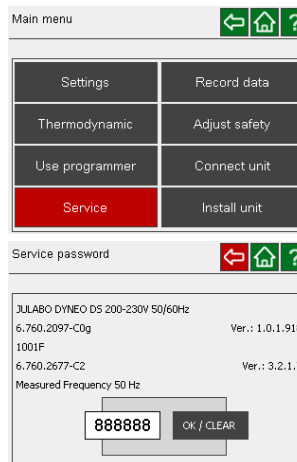 Main menu
?
Settings
Record data
Thermodynamic
Adjust safety
Use programmer
Connect unit
Service
Install unit
Service password
?
JULABO DYNEO DS 200-230V 50/60Hz
6.760.2097-C0g
Ver.: 1.0.1.91
1001F
6.760.2677-C2
Ver.: 3.2.1.
Measured Frequency 50 Hz
888888
OK / CLEAR